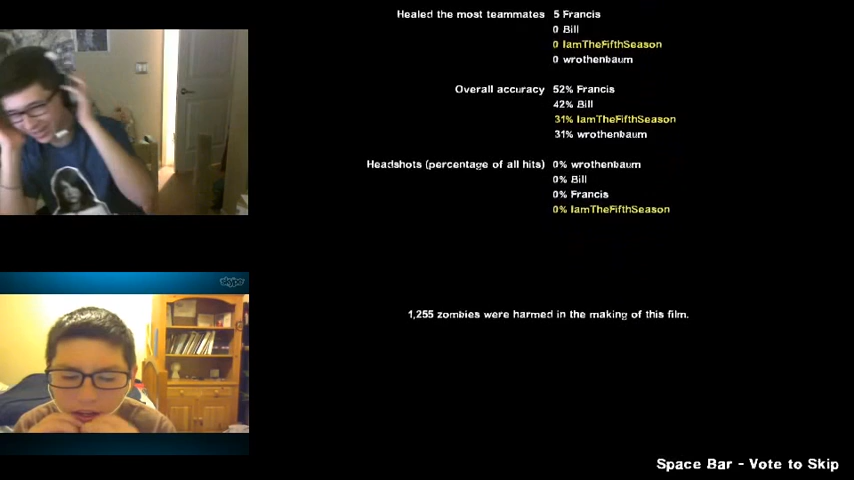 Healed the most teammates 5 Francis
0 Bill
0 IamTheFifthSeason
0 wrothenbaum
Overall accuracy 52% Francis
42% Bill
31% IamTheFifthSeason
31% wrothenbaum
Headshots (percentage of all hits) 0% wrothenbaum
0% Bill
0% Francis
0% IamTheFifthSeason
skype
1,255 zombies were harmed in the making of this film.
Space Bar - Vote to Skip